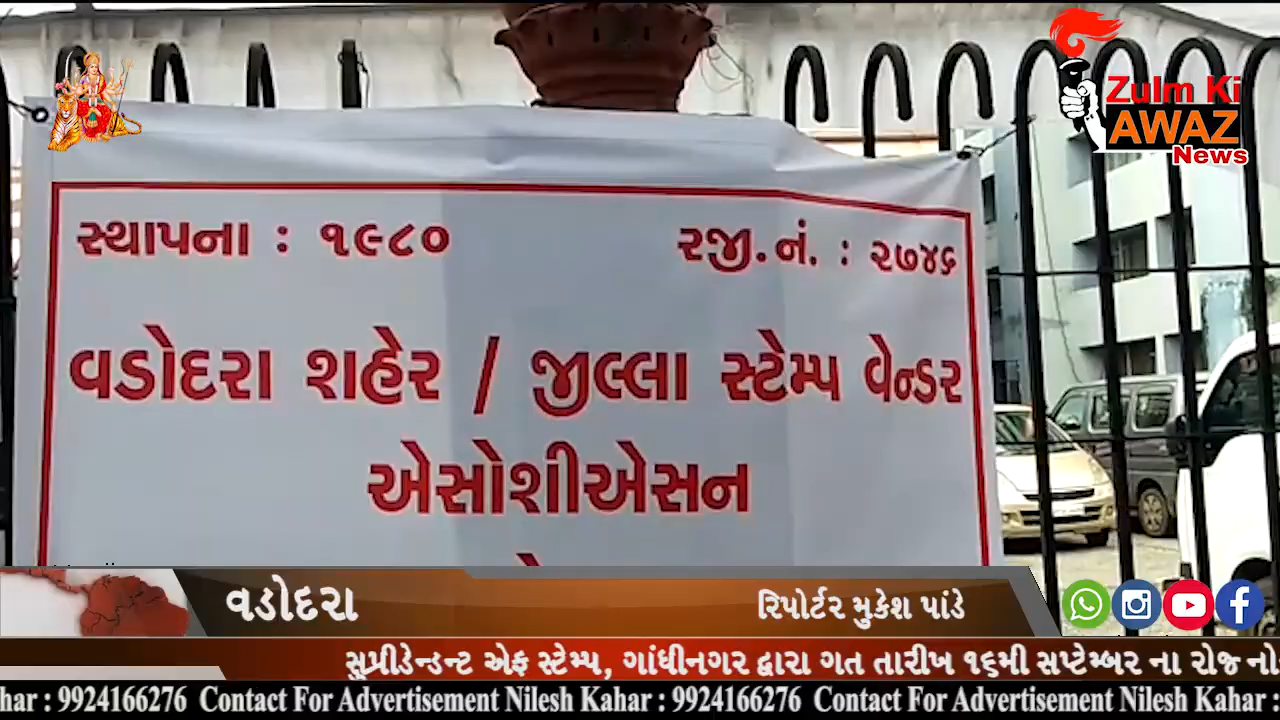 Zulm Ki
AWAZ
News
સ્થાપના : ૧૯૮૦
રજી.નં. : ૨૭૪૬
વડોદરા શહેર / જીલ્લા સ્ટેમ્પ વેન્ડર
એસોશીએસન
વડોદરા
રિપોર્ટર મુકેશ પાંડે
સુપ્રીડેન્ડન્ટ એફ સ્ટેમ્પ, ગાંધીનગર દ્વારા ગત તારીખ ૧૬મી સપ્ટેમ્બર ના રોજ નો
har : 9924166276 Contact For Advertisement Nilesh Kahar : 9924166276 Contact For Advertisement Nilesh Kahar :